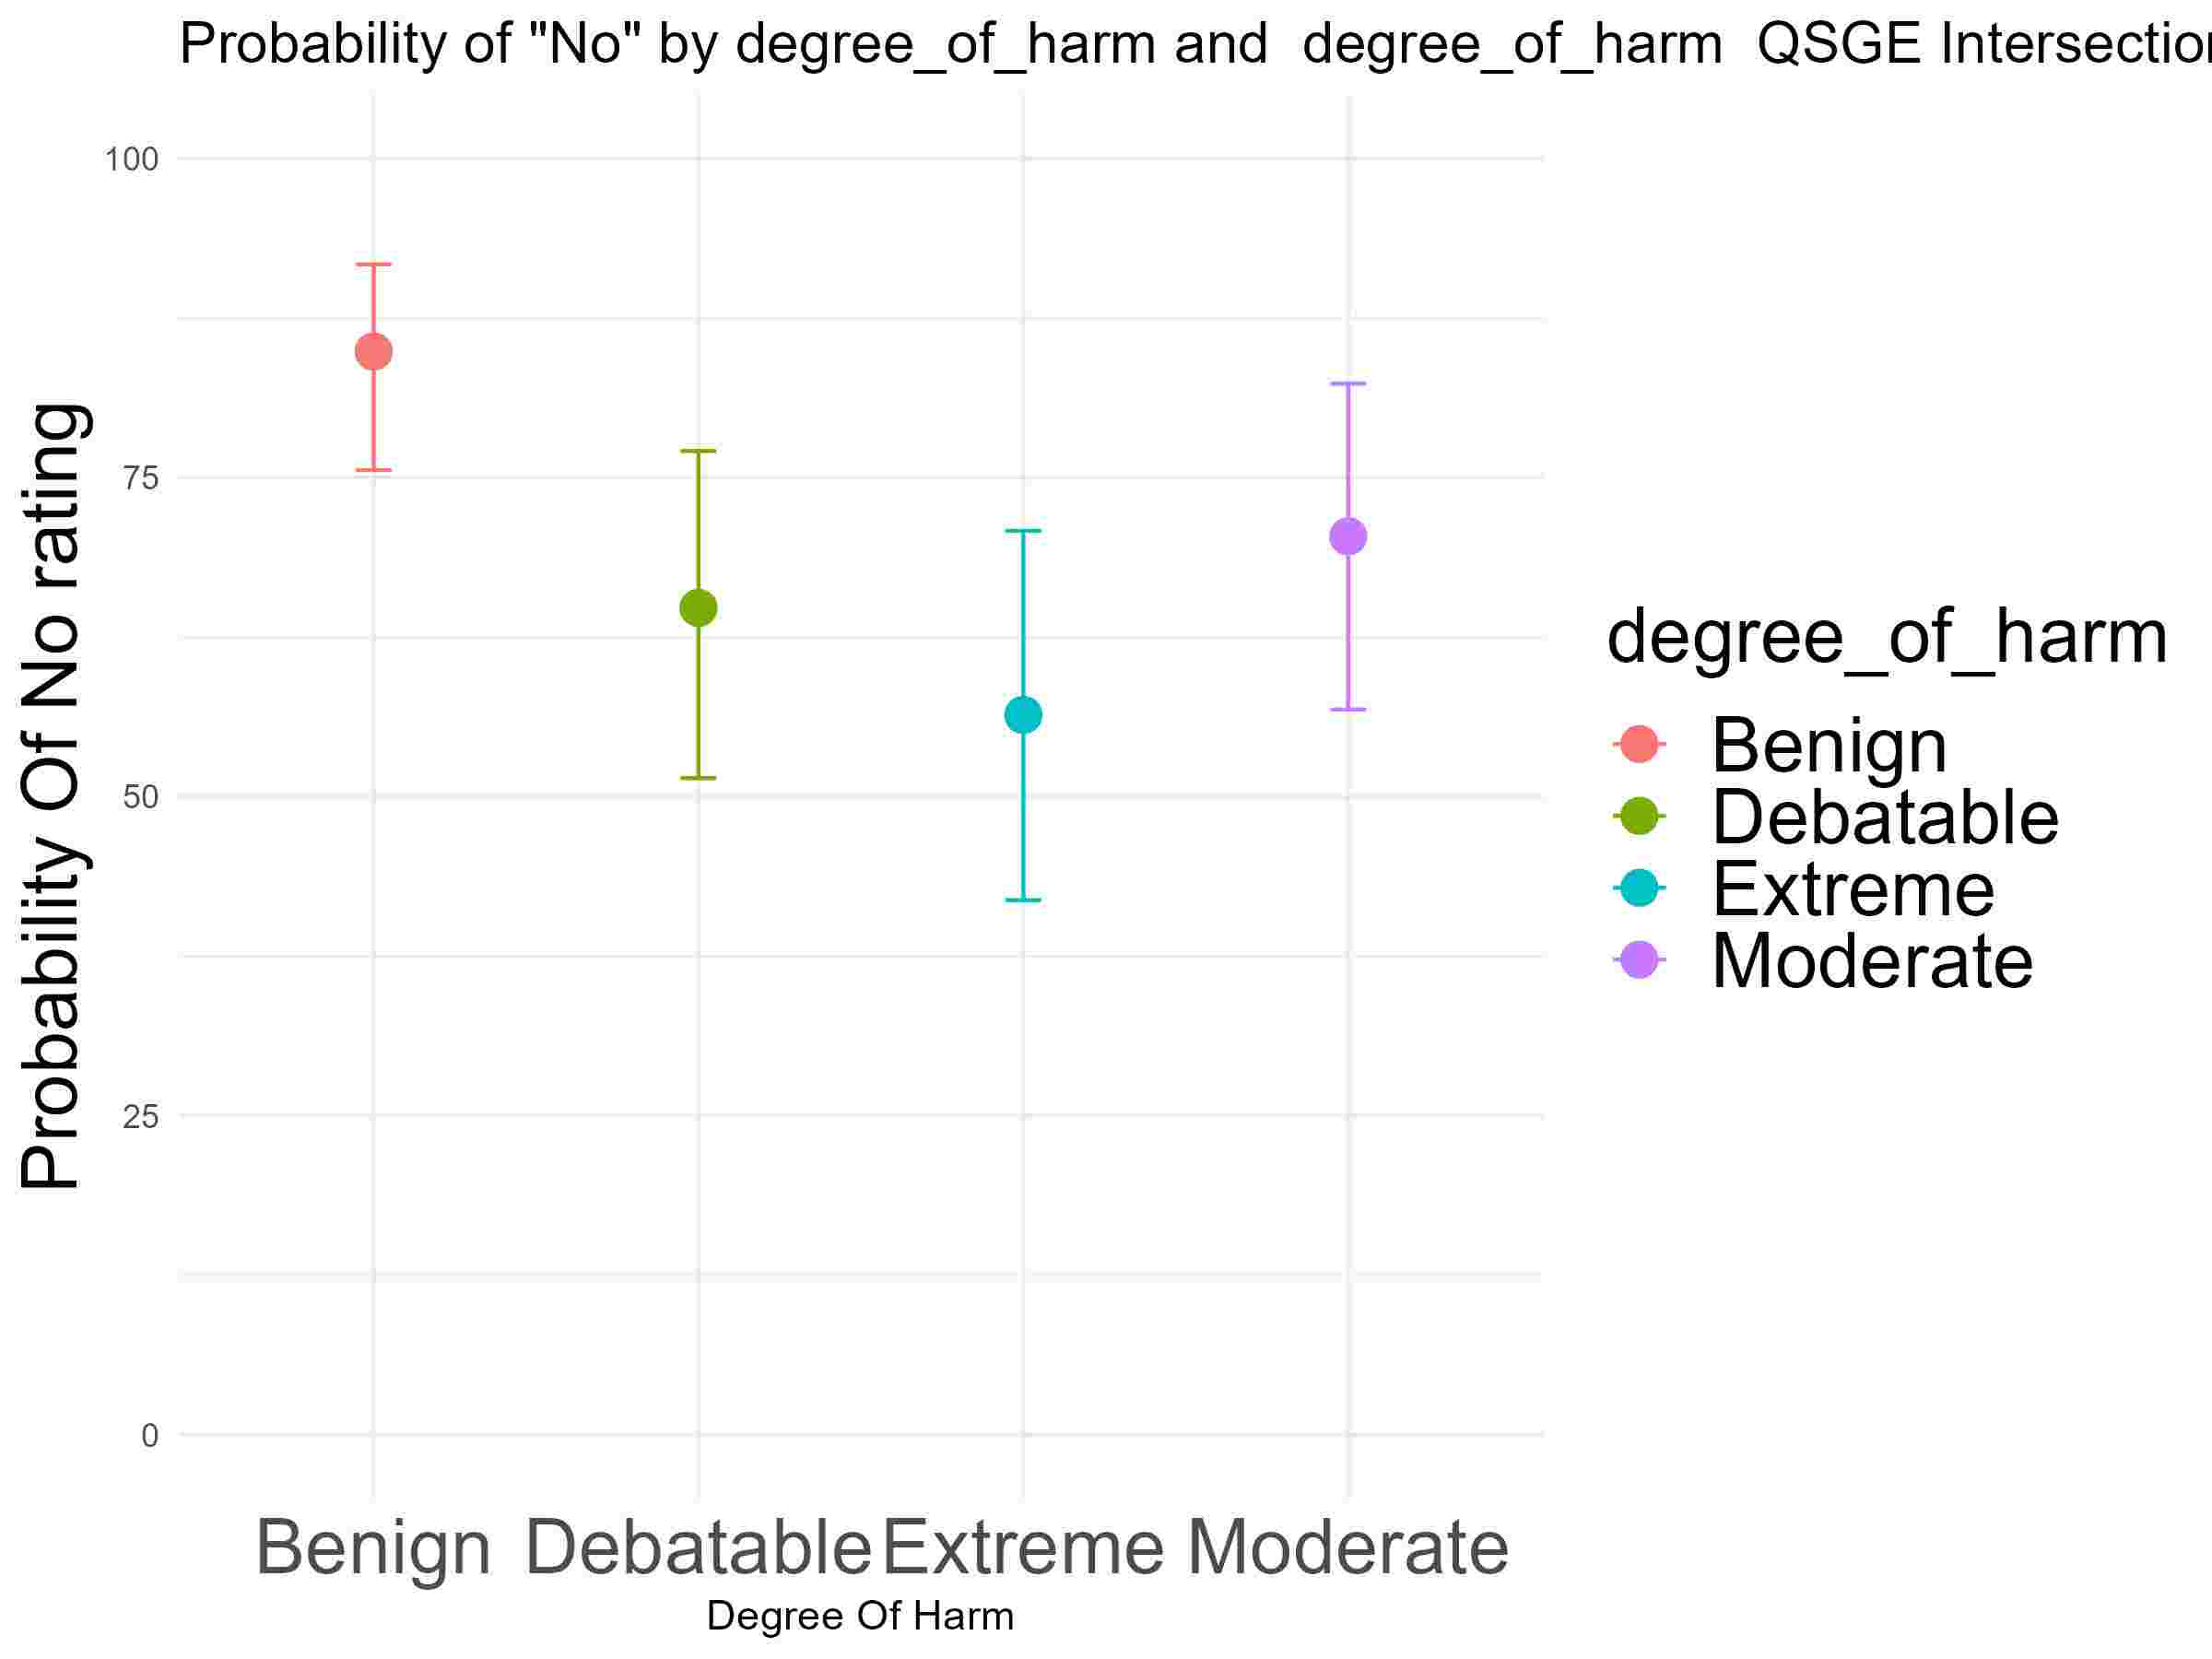 Probability of "No" by degree_of_harm and  degree_of_harm  QSGE
Probability Of No rating
100
75
50
25
0
Benign
Debatable
Extreme
Moderate
Degree Of Harm
degree_of_harm
Benign
Debatable
Extreme
Moderate